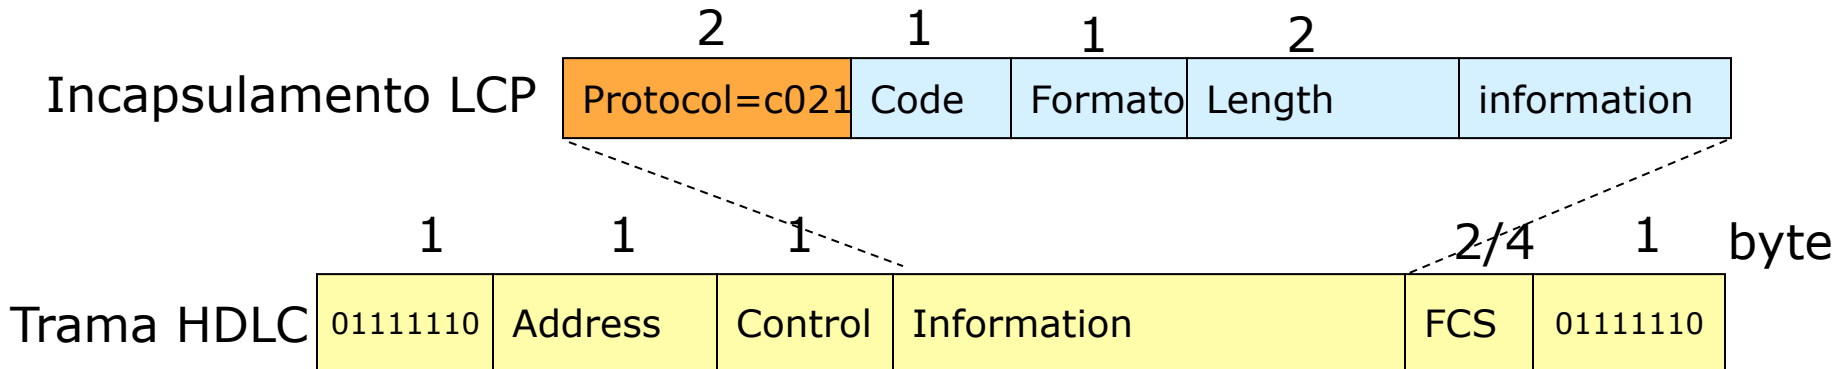 2 1 1 2
Incapsulamento LCP Protocol=c021 Code Formato Length information
1 1 1 2/4 1 byte
Trama HDLC 01111110 Address Control Information FCS 01111110